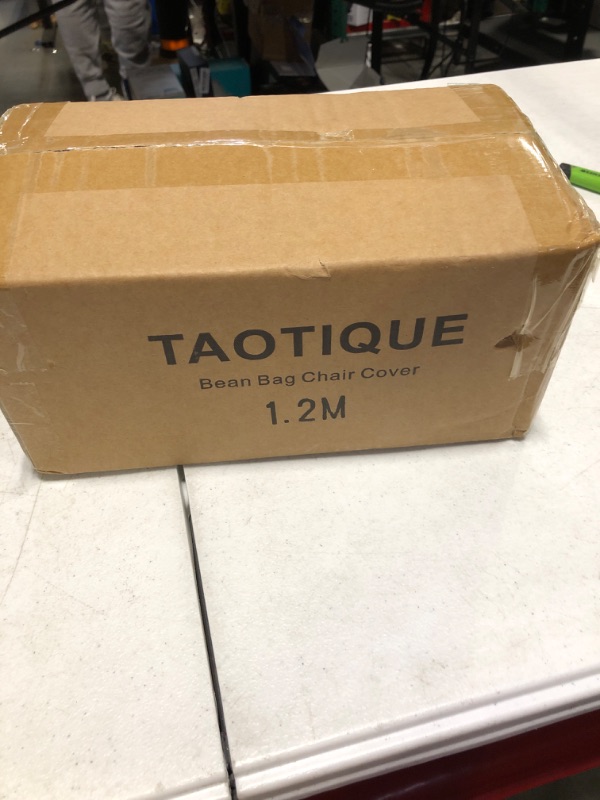 TAOTIQUE
Bean Bag Chair Cover
1.2M